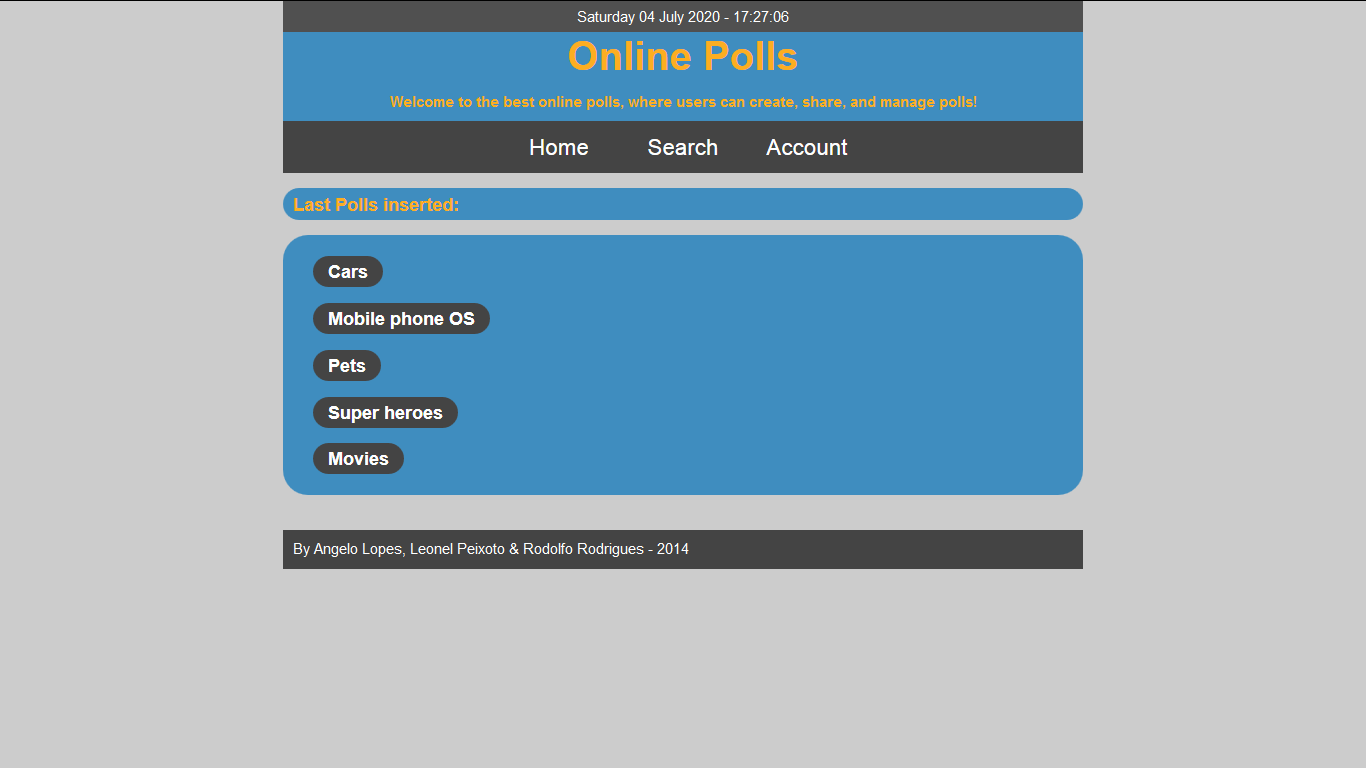 Saturday 04 July 2020 - 17:27:06
Online Polls
Welcome to the best online polls, where users can create, share, and manage polls!
Home Search Account
Last Polls inserted:
Cars
Mobile phone OS
Pets
Super heroes
Movies
By Angelo Lopes, Leonel Peixoto & Rodolfo Rodrigues - 2014